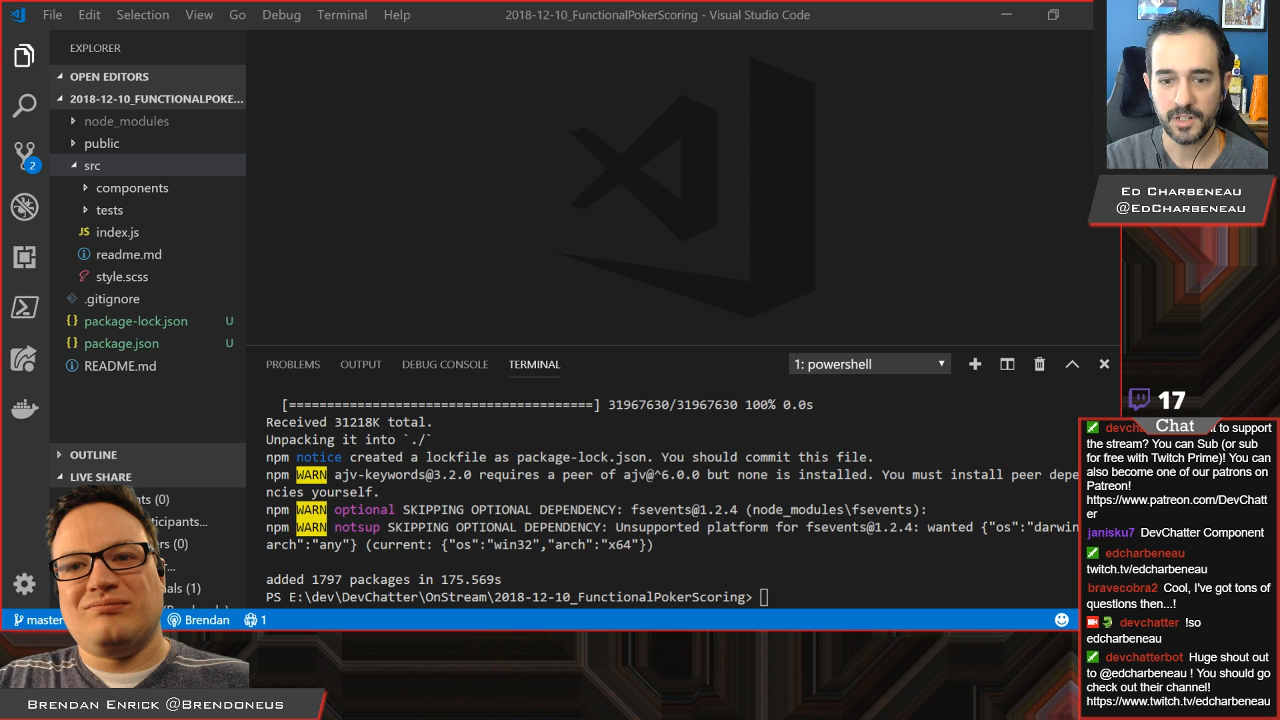 File Edit Selection View Go Debug Terminal Help
2018-12-10_FunctionalPokerScoring - Visual Studio Code
EXPLORER
OPEN EDITORS
2018-12-10_FUNCTIONALPOKE...
node_modules
public
src
components
tests
JS index.js
readme.md
style.scss
.gitignore
{} package-lock.json U
{} package.json U
README.md
2
OUTLINE
LIVE SHARE
nts (0)
articipants...
rs (0)
als (1)
master
Brendan
1
PROBLEMS OUTPUT DEBUG CONSOLE TERMINAL
1: powershell
[=======================================] 31967630/31967630 100% 0.0s
Received 31218K total.
Unpacking it into `./`
npm notice created a lockfile as package-lock.json. You should commit this file.
npm WARN ajv-keywords@3.2.0 requires a peer of ajv@^6.0.0 but none is installed. You must install peer depe
ncies yourself.
npm WARN optional SKIPPING OPTIONAL DEPENDENCY: fsevents@1.2.4 (node_modules\fsevents):
npm WARN notsup SKIPPING OPTIONAL DEPENDENCY: Unsupported platform for fsevents@1.2.4: wanted {"os":"darwin
arch":"any"} (current: {"os":"win32","arch":"x64"})
added 1797 packages in 175.569s
PS E:\dev\DevChatter\OnStream\2018-12-10_FunctionalPokerScoring>
Ed Charbeneau
@EdCharbeneau
17
Chat
devcha
t to support
the stream? You can Sub (or sub
for free with Twitch Prime)! You can
also become one of our patrons on
Patreon!
https://www.patreon.com/DevChatt
er
janisku7 DevChatter Component
edcharbeneau
twitch.tv/edcharbeneau
bravecobra2 Cool, I've got tons of
questions then...!
devchatter !so
edcharbeneau
devchatterbot Huge shout out
to @edcharbeneau ! You should go
check out their channel!
https://www.twitch.tv/edcharbeneau
Brendan Enrick @Brendoneus